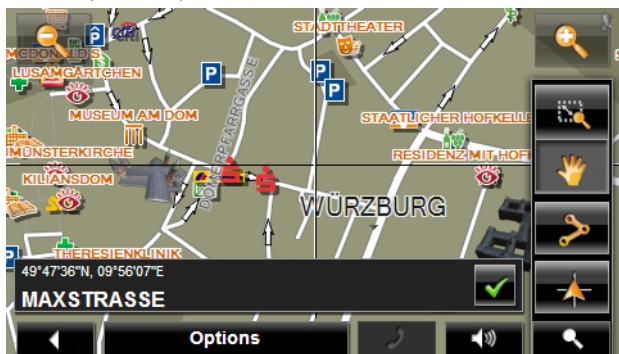 STADTTHEATER
P
MCDONALD'S
LUSAMGÄRTCHEN
P
P
P
MUSEUM AM DOM
DOMERPFARRGASSE
STAATLICHER HOFKELLE
MÜNSTERKIRCHE
RESIDENZ MIT HOF
KILIANSDOM
WÜRZBURG
P
THERESIENKLINIK
49°47'36"N, 09°56'07"E
MAXSTRASSE
Options